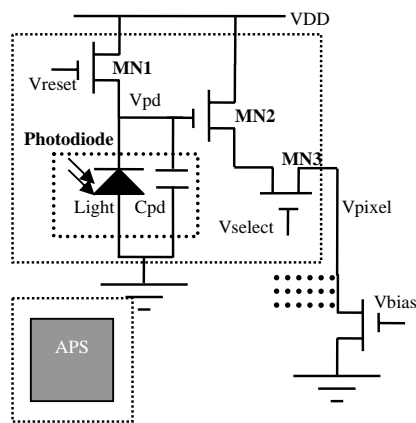 VDD
MN1
Vreset
Vpd
MN2
Photodiode
MN3
Light
Cpd
Vpixel
Vselect
Vbias
APS